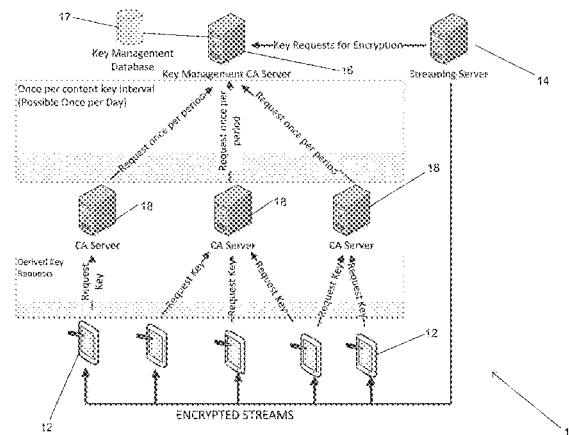 17
Key Management
Database
Key Requests for Encryption
Key Management CA Server
16
Streaming Server
14
Once per content key interval
(Possible Once per Day)
Request once per period
Request once per
period
Request once per period
18
18
18
CA Server
CA Server
CA Server
Derived Key
Requests
Request
Key
Request Key
Request Key
Request Key
Request Key
Request Key
12
12
ENCRYPTED STREAMS